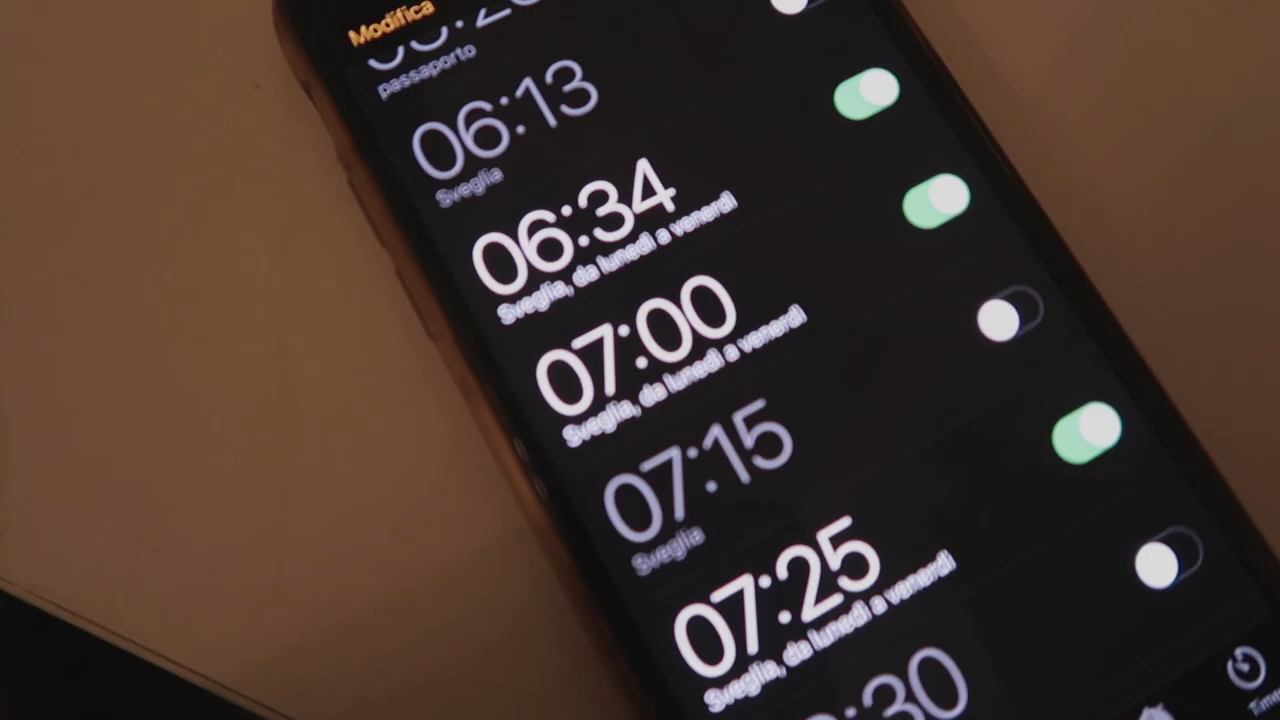 Modifica
passaporto
06:13
Sveglia
06:34
Sveglia, da lunedì a venerdì
07:00
Sveglia, da lunedì a venerdì
07:15
Sveglia
07:25
Sveglia, da lunedì a venerdì
:30